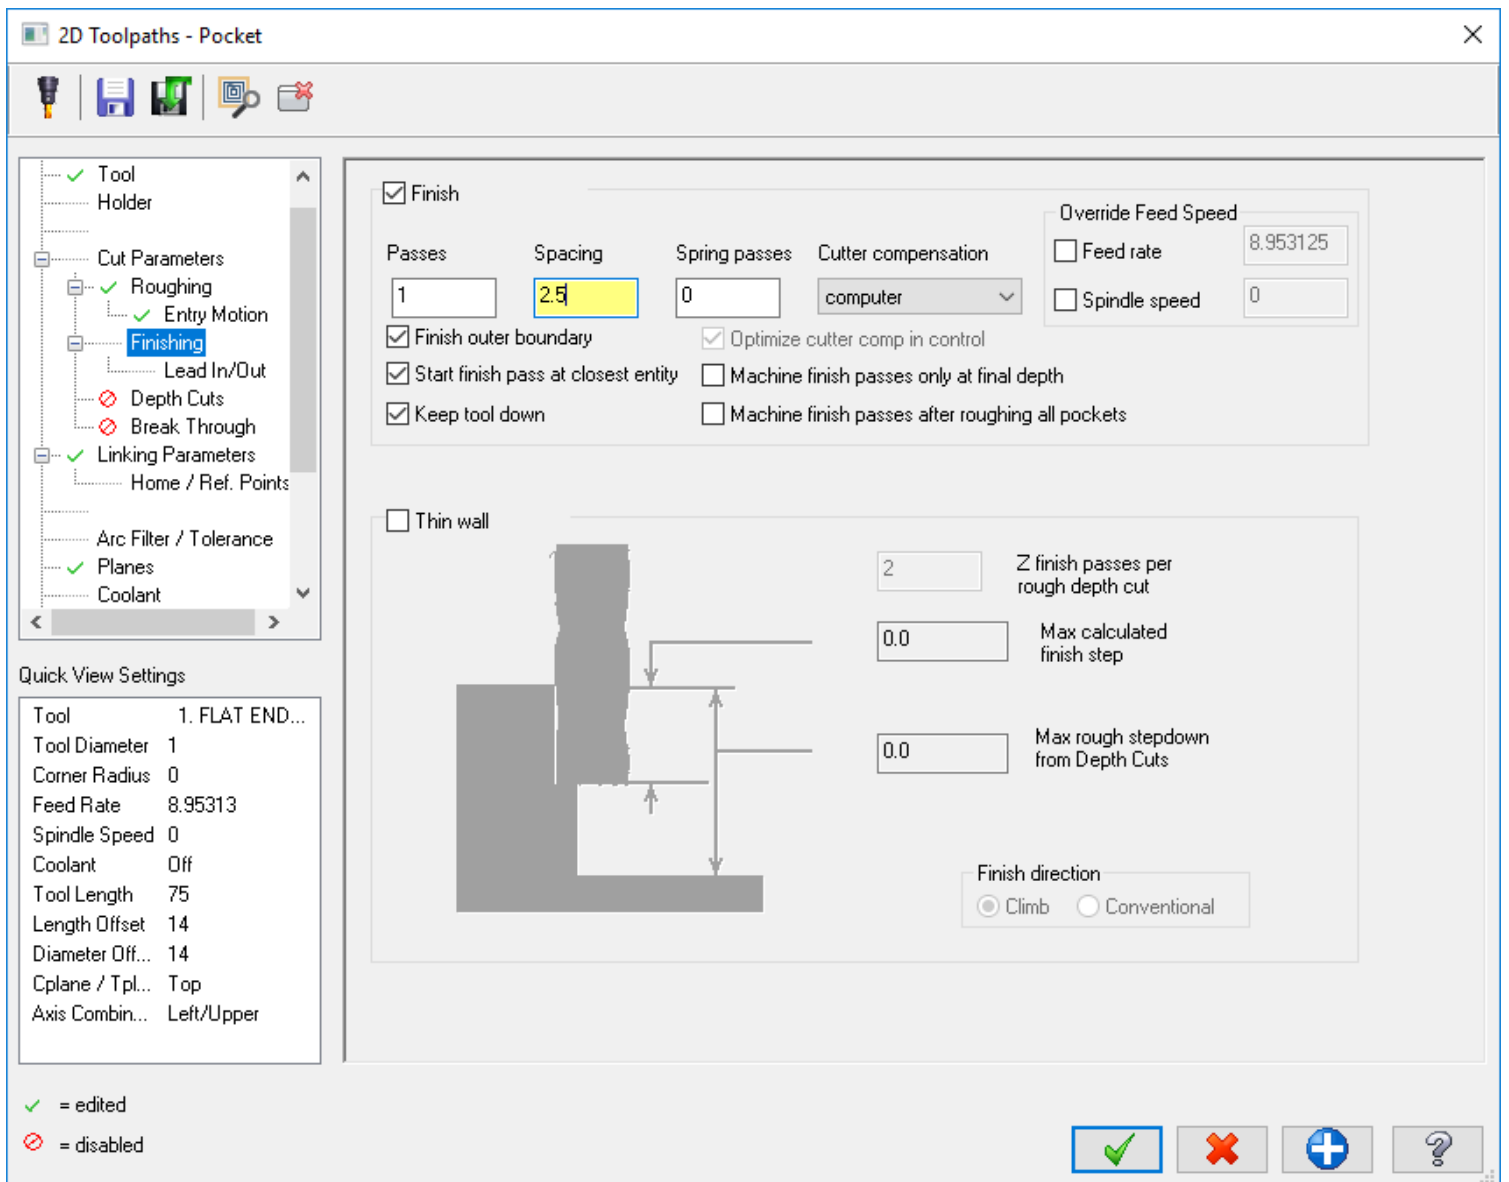 2D Toolpaths - Pocket
Tool
Holder
Cut Parameters
Roughing
Entry Motion
Finishing
Lead In/Out
Depth Cuts
Break Through
Linking Parameters
Home / Ref. Points
Arc Filter / Tolerance
Planes
Coolant
Quick View Settings
Tool 1. FLAT END...
Tool Diameter 1
Corner Radius 0
Feed Rate 8.95313
Spindle Speed 0
Coolant Off
Tool Length 75
Length Offset 14
Diameter Off... 14
Cplane / Tpl... Top
Axis Combin... Left/Upper
= edited
= disabled
Finish
Passes Spacing Spring passes Cutter compensation
1 2.5 0 computer
Override Feed Speed
Feed rate 8.953125
Spindle speed 0
Finish outer boundary Optimize cutter comp in control
Start finish pass at closest entity Machine finish passes only at final depth
Keep tool down Machine finish passes after roughing all pockets
Thin wall
2 Z finish passes per
rough depth cut
0.0 Max calculated
finish step
0.0 Max rough stepdown
from Depth Cuts
Finish direction
Climb Conventional